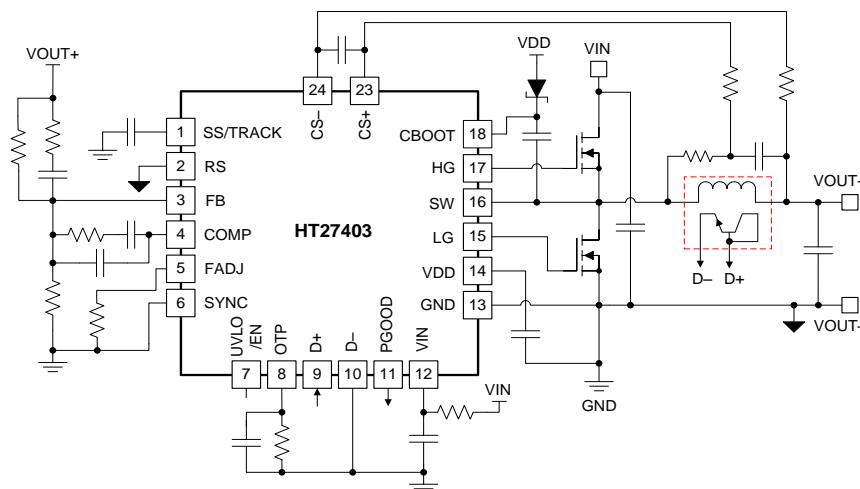 VOUT+
VDD
VIN
24
23
CS–
CS+
1
SS/TRACK
2
RS
3
FB
4
COMP
5
FADJ
6
SYNC
HT27403
CBOOT
18
HG
17
SW
16
LG
15
VDD
14
GND
13
UVLO
/EN
OTP
D+
D–
PGOOD
VIN
7
8
9
10
11
12
VIN
GND
D–
D+
VOUT+
VOUT-